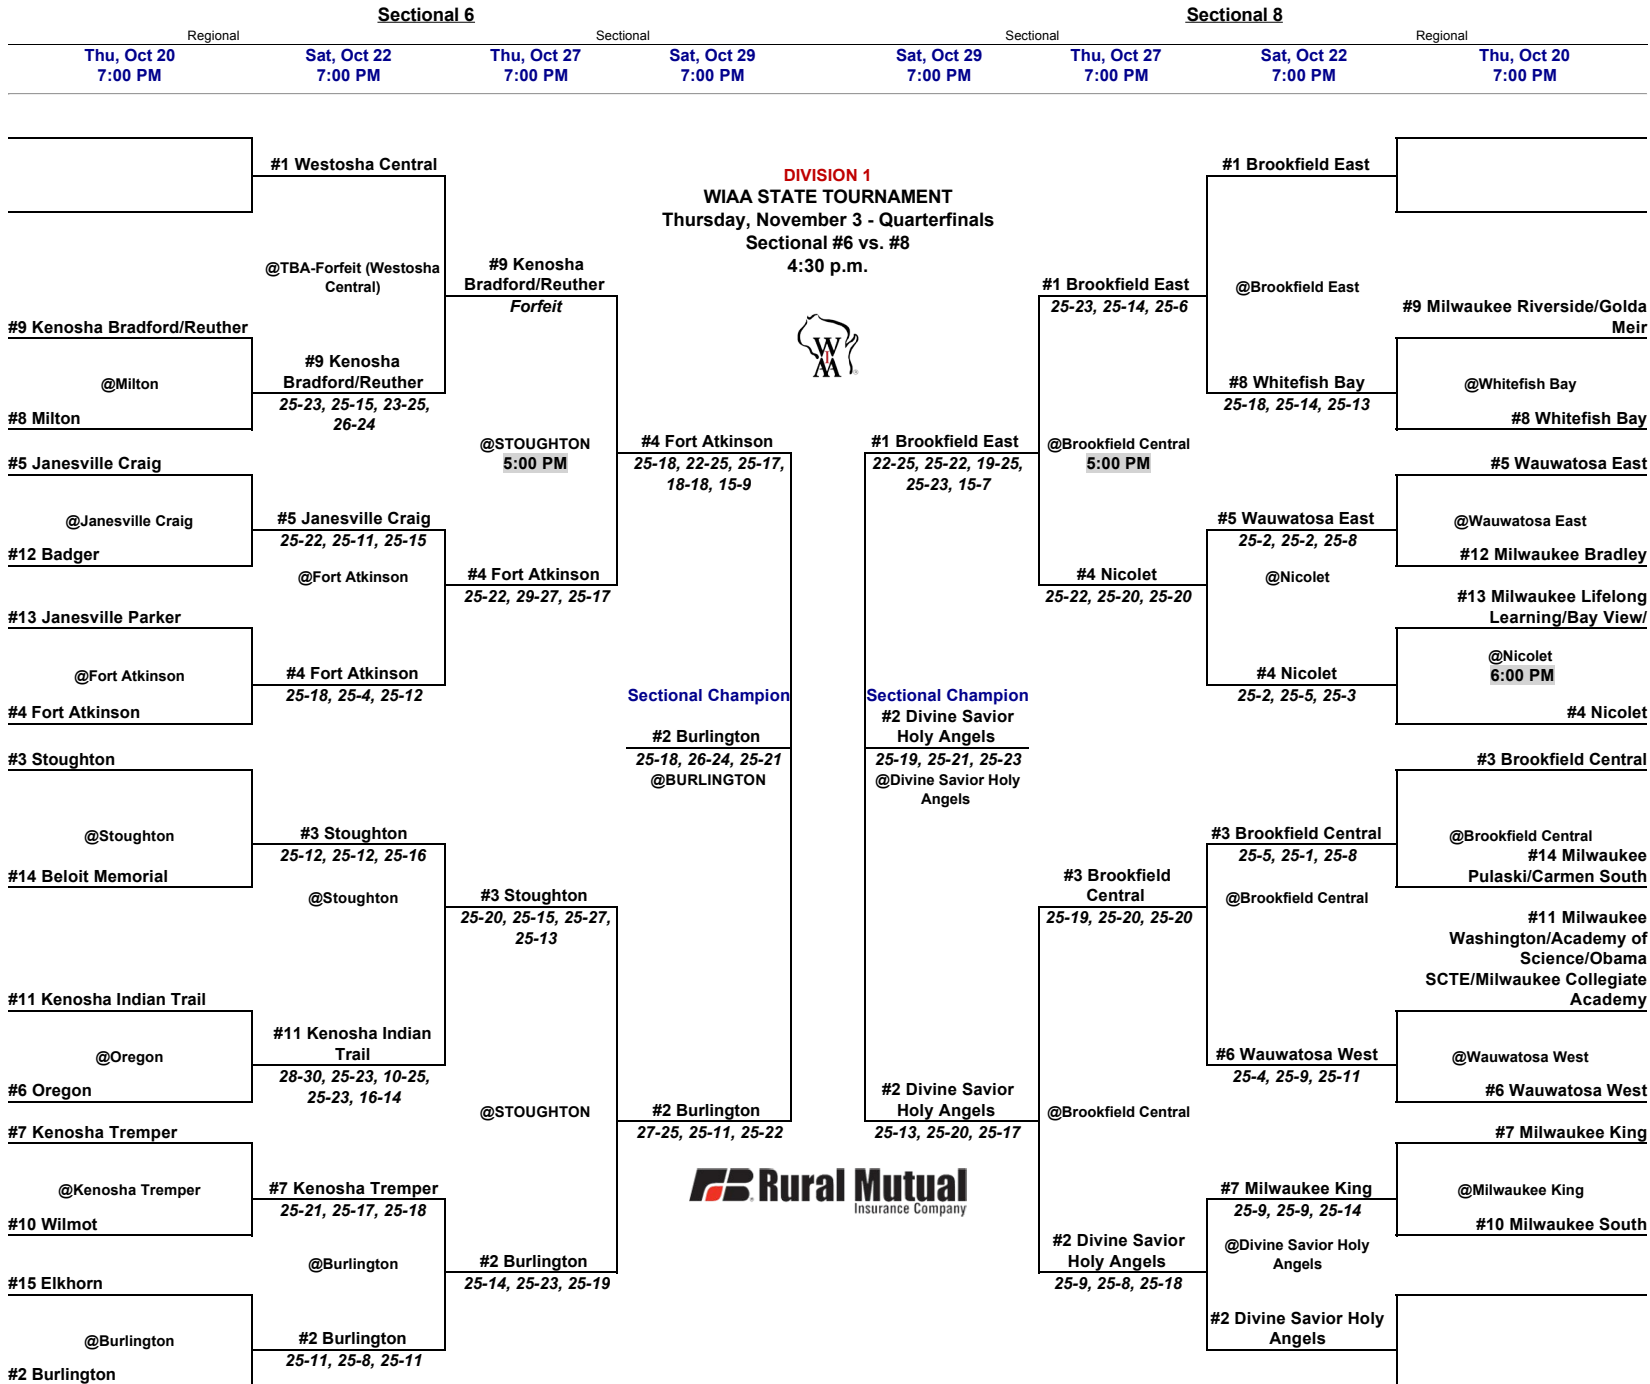 Sectional 6
Sectional 8
Regional
Sectional
Sectional
Regional
Thu, Oct 20
7:00 PM
Sat, Oct 22
7:00 PM
Thu, Oct 27
7:00 PM
Sat, Oct 29
7:00 PM
Sat, Oct 29
7:00 PM
Thu, Oct 27
7:00 PM
Sat, Oct 22
7:00 PM
Thu, Oct 20
7:00 PM
DIVISION 1
WIAA STATE TOURNAMENT
Thursday, November 3 - Quarterfinals
Sectional #6 vs. #8
4:30 p.m.
WIAA
#9 Kenosha Bradford/Reuther
@Milton
#8 Milton
#5 Janesville Craig
@Janesville Craig
#12 Badger
#13 Janesville Parker
@Fort Atkinson
#4 Fort Atkinson
#3 Stoughton
@Stoughton
#14 Beloit Memorial
#11 Kenosha Indian Trail
@Oregon
#6 Oregon
#7 Kenosha Tremper
@Kenosha Tremper
#10 Wilmot
#15 Elkhorn
@Burlington
#2 Burlington
#1 Westosha Central
@TBA-Forfeit (Westosha
Central)
#9 Kenosha
Bradford/Reuther
25-23, 25-15, 23-25,
26-24
#5 Janesville Craig
25-22, 25-11, 25-15
@Fort Atkinson
#4 Fort Atkinson
25-18, 25-4, 25-12
#3 Stoughton
25-12, 25-12, 25-16
@Stoughton
#11 Kenosha Indian
Trail
28-30, 25-23, 10-25,
25-23, 16-14
#7 Kenosha Tremper
25-21, 25-17, 25-18
@Burlington
#2 Burlington
25-11, 25-8, 25-11
#9 Kenosha
Bradford/Reuther
Forfeit
@STOUGHTON
5:00 PM
#4 Fort Atkinson
25-22, 29-27, 25-17
#3 Stoughton
25-20, 25-15, 25-27,
25-13
@STOUGHTON
#2 Burlington
25-14, 25-23, 25-19
#4 Fort Atkinson
25-18, 22-25, 25-17,
18-18, 15-9
Sectional Champion
#2 Burlington
25-18, 26-24, 25-21
@BURLINGTON
#2 Burlington
27-25, 25-11, 25-22
Rural Mutual
Insurance Company
#1 Brookfield East
22-25, 25-22, 19-25,
25-23, 15-7
Sectional Champion
#2 Divine Savior
Holy Angels
25-19, 25-21, 25-23
@Divine Savior Holy
Angels
#2 Divine Savior
Holy Angels
25-13, 25-20, 25-17
#1 Brookfield East
25-23, 25-14, 25-6
@Brookfield Central
5:00 PM
#4 Nicolet
25-22, 25-20, 25-20
#3 Brookfield
Central
25-19, 25-20, 25-20
@Brookfield Central
#2 Divine Savior
Holy Angels
25-9, 25-8, 25-18
#1 Brookfield East
@Brookfield East
#8 Whitefish Bay
25-18, 25-14, 25-13
#5 Wauwatosa East
25-2, 25-2, 25-8
@Nicolet
#4 Nicolet
25-2, 25-5, 25-3
#3 Brookfield Central
25-5, 25-1, 25-8
@Brookfield Central
#6 Wauwatosa West
25-4, 25-9, 25-11
#7 Milwaukee King
25-9, 25-9, 25-14
@Divine Savior Holy
Angels
#2 Divine Savior Holy
Angels
#9 Milwaukee Riverside/Golda
Meir
@Whitefish Bay
#8 Whitefish Bay
#5 Wauwatosa East
@Wauwatosa East
#12 Milwaukee Bradley
#13 Milwaukee Lifelong
Learning/Bay View/
@Nicolet
6:00 PM
#4 Nicolet
#3 Brookfield Central
@Brookfield Central
#14 Milwaukee
Pulaski/Carmen South
#11 Milwaukee
Washington/Academy of
Science/Obama
SCTE/Milwaukee Collegiate
Academy
@Wauwatosa West
#6 Wauwatosa West
#7 Milwaukee King
@Milwaukee King
#10 Milwaukee South